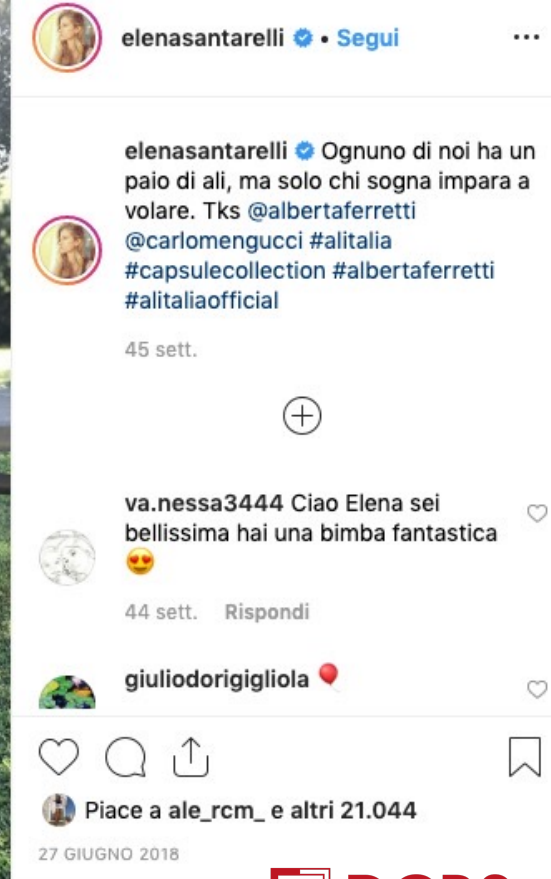 elenasantarelli • Segui
elenasantarelli Ognuno di noi ha un
paio di ali, ma solo chi sogna impara a
volare. Tks @albertaferretti
@carlomengucci #alitalia
#capsulecollection #albertaferretti
#alitaliaofficial
45 sett.
va.nessa3444 Ciao Elena sei
bellissima hai una bimba fantastica
😍
44 sett. Rispondi
giuliodorigigliola 🎈
Piace a ale_rcm_ e altri 21.044
27 GIUGNO 2018